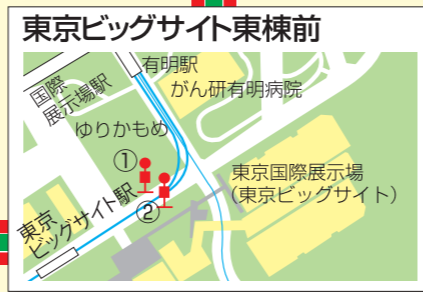 東京ビッグサイト東棟前
有明駅
がん研有明病院
国際
展示場駅
ゆりかもめ
①
東京国際展示場
(東京ビッグサイト)
②
東京
ビッグサイト駅